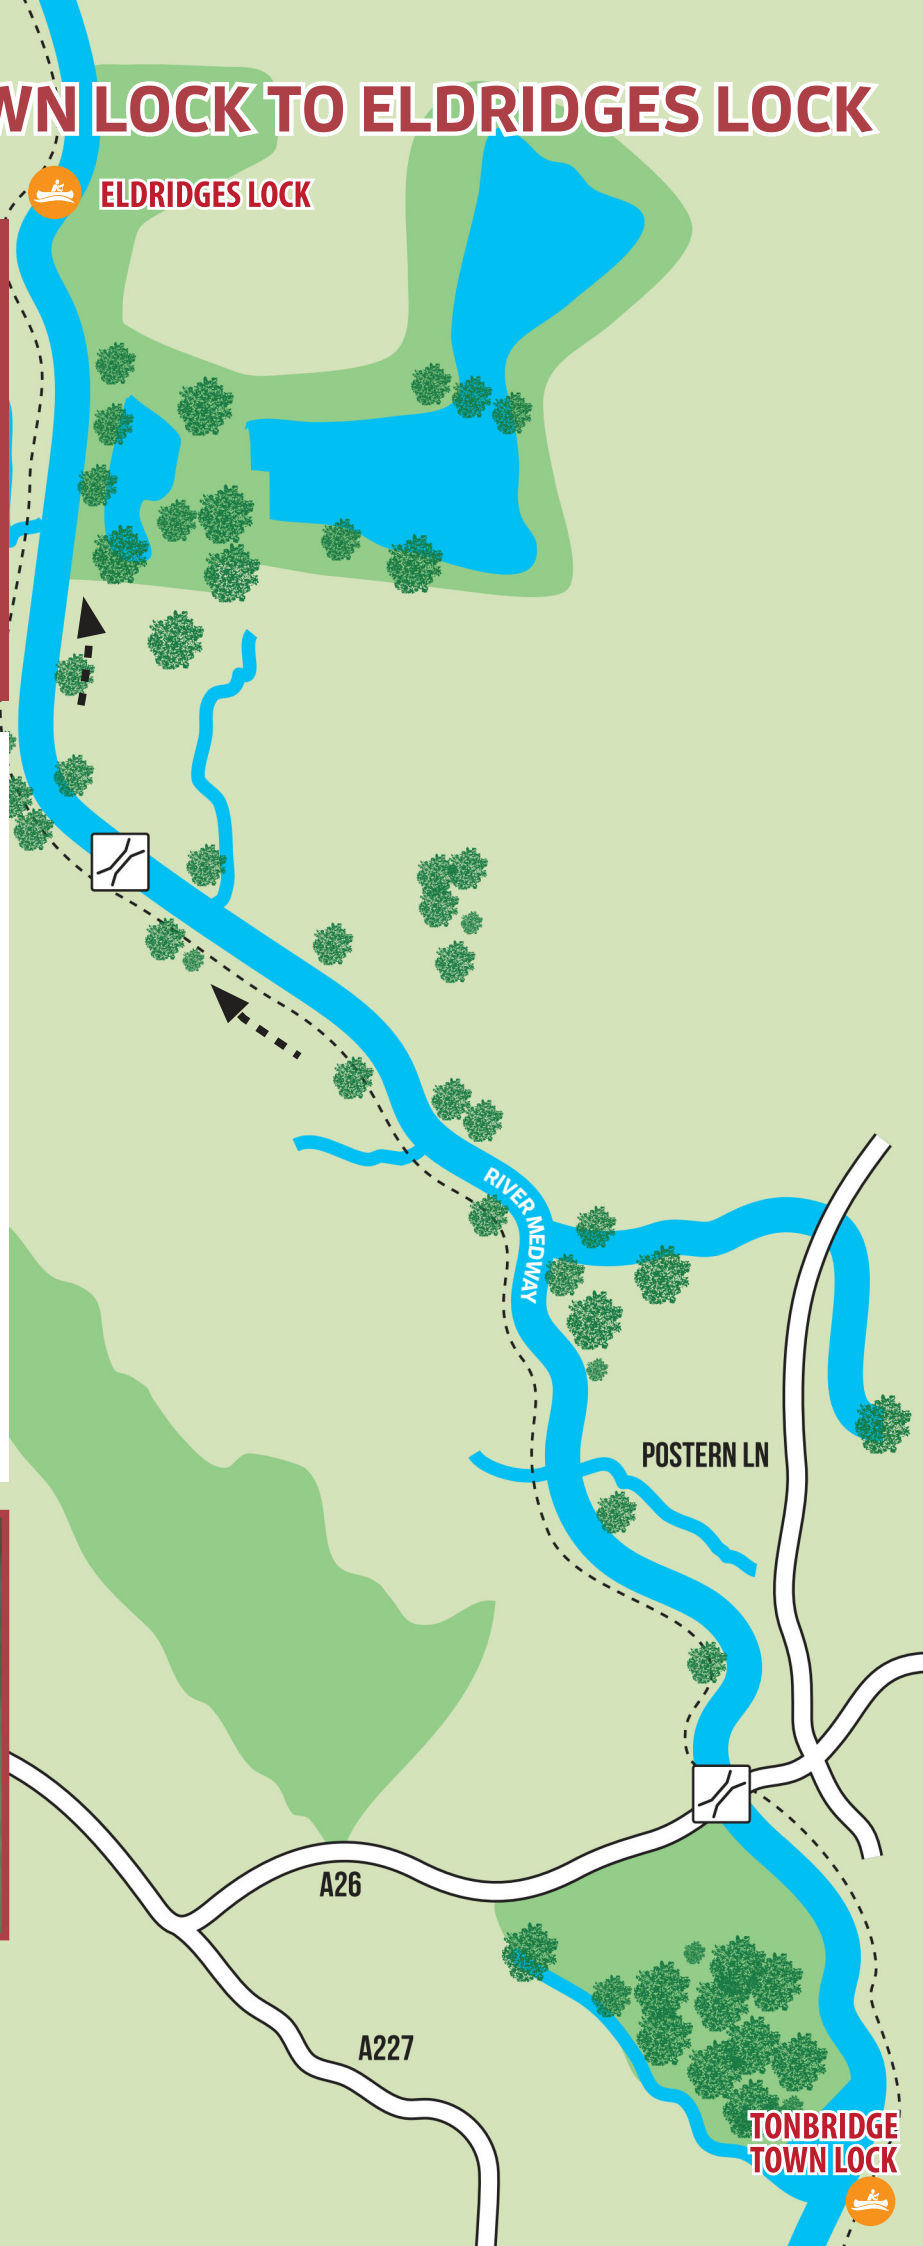 WN LOCK TO ELDRIDGES LOCK
ELDRIDGES LOCK
RIVER MEDWAY
POSTERN LN
A26
A227
TONBRIDGE
TOWN LOCK